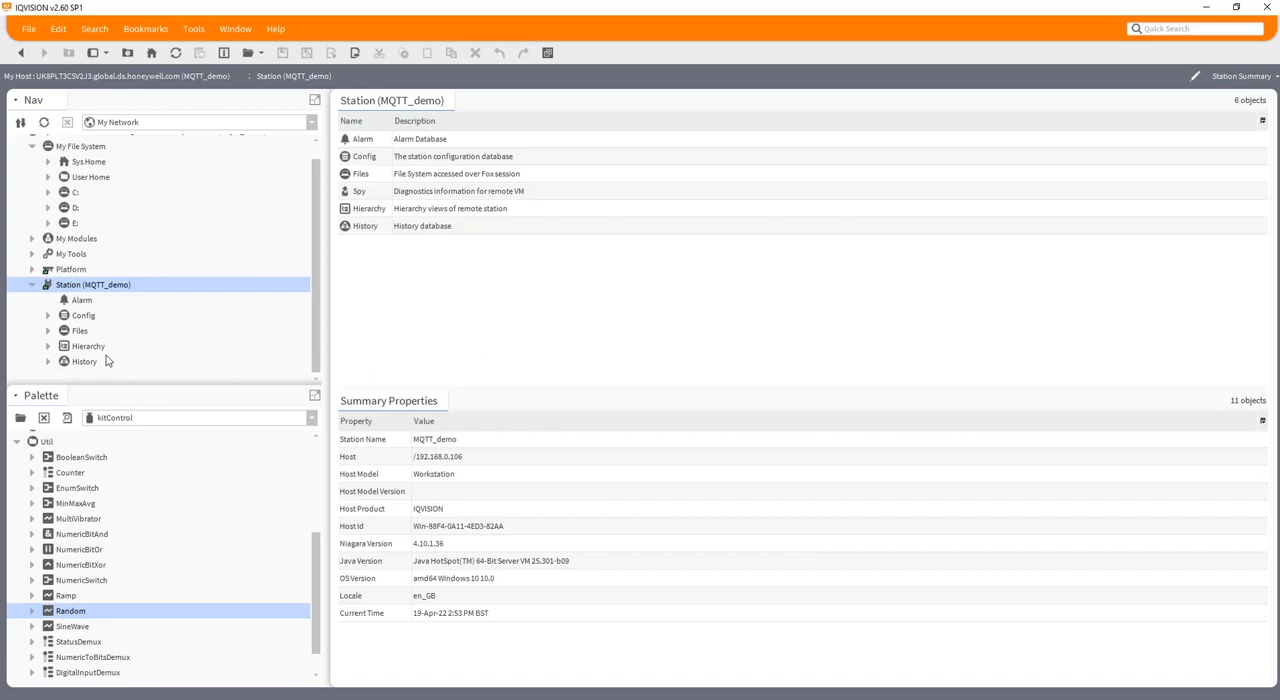 IQVISION v2.60 SP1
File Edit Search Bookmarks Tools Window Help
Quick Search
My Host : UK8PLT3CSV2J3.global.ds.honeywell.com (MQTT_demo) : Station (MQTT_demo)
Station Summary
Nav
My Network
My File System
Sys Home
User Home
C:
D:
E:
My Modules
My Tools
Platform
Station (MQTT_demo)
Alarm
Config
Files
Hierarchy
History
Palette
kitControl
Util
BooleanSwitch
Counter
EnumSwitch
MinMaxAvg
MultiVibrator
NumericBitAnd
NumericBitOr
NumericBitXor
NumericSwitch
Ramp
Random
SineWave
StatusDemux
NumericToBitsDemux
DigitalInputDemux
Station (MQTT_demo) 6 objects
Name Description
Alarm Alarm Database
Config The station configuration database
Files File System accessed over Fox session
Spy Diagnostics information for remote VM
Hierarchy Hierarchy views of remote station
History History database
Summary Properties 11 objects
Property Value
Station Name MQTT_demo
Host /192.168.0.106
Host Model Workstation
Host Model Version
Host Product IQVISION
Host Id Win-88F4-0A11-4ED3-82AA
Niagara Version 4.10.1.36
Java Version Java HotSpot(TM) 64-Bit Server VM 25.301-b09
OS Version amd64 Windows 10 10.0
Locale en_GB
Current Time 19-Apr-22 2:53 PM BST